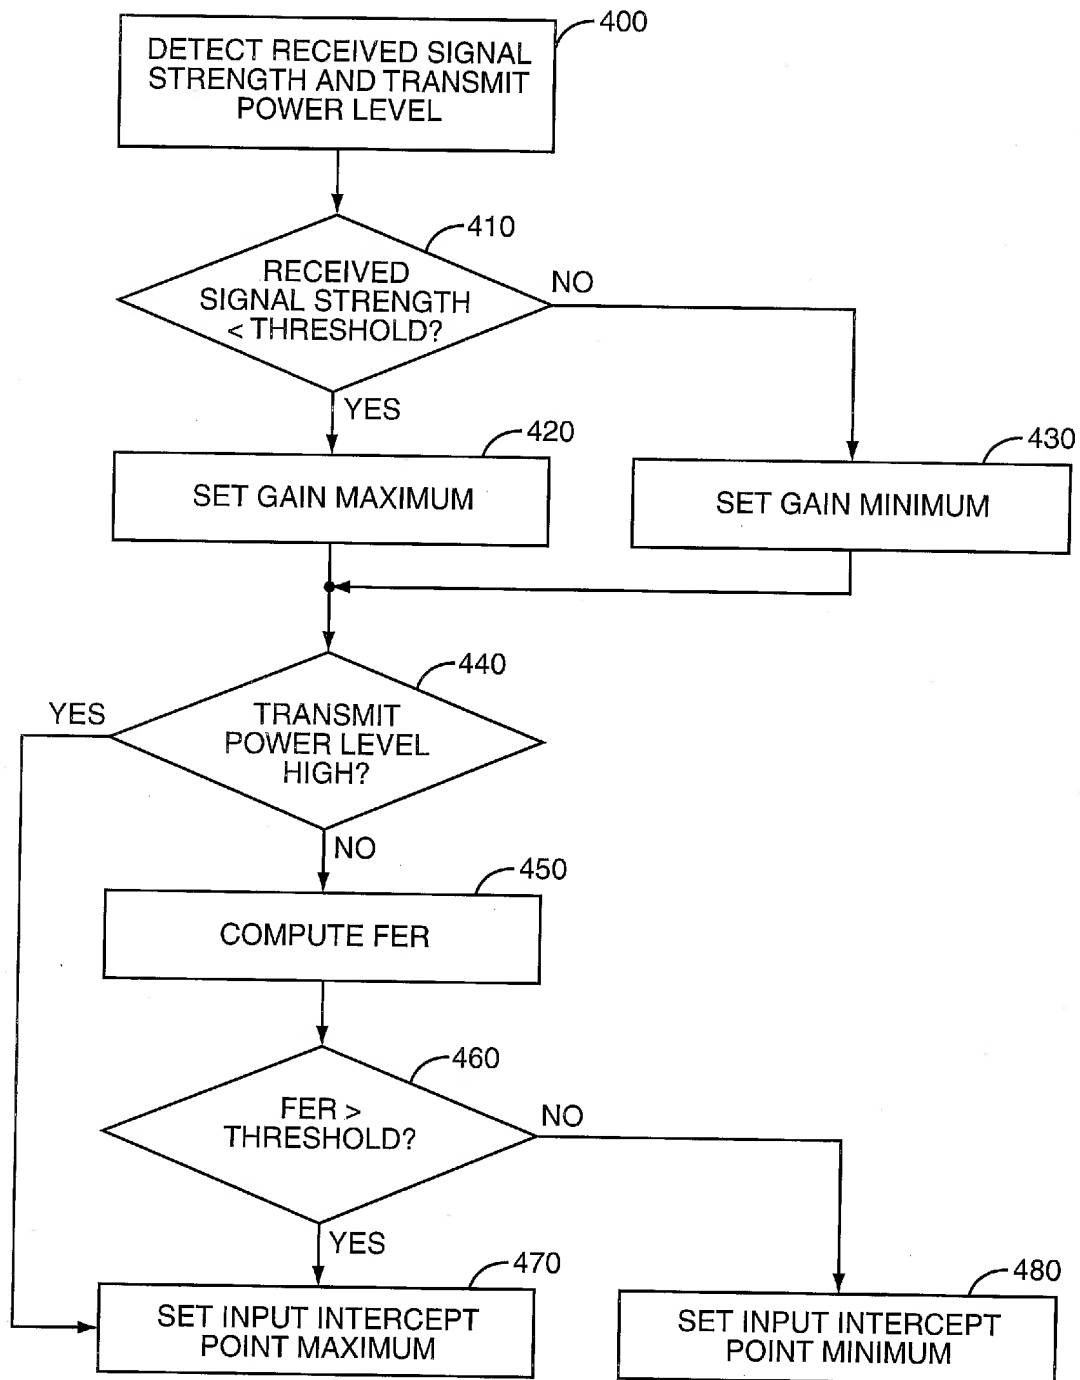 400
DETECT RECEIVED SIGNAL
STRENGTH AND TRANSMIT
POWER LEVEL
410
RECEIVED
SIGNAL STRENGTH
< THRESHOLD?
NO
YES
420
430
SET GAIN MAXIMUM
SET GAIN MINIMUM
440
YES
TRANSMIT
POWER LEVEL
HIGH?
NO
450
COMPUTE FER
460
FER >
THRESHOLD?
NO
YES
470
480
SET INPUT INTERCEPT
POINT MAXIMUM
SET INPUT INTERCEPT
POINT MINIMUM